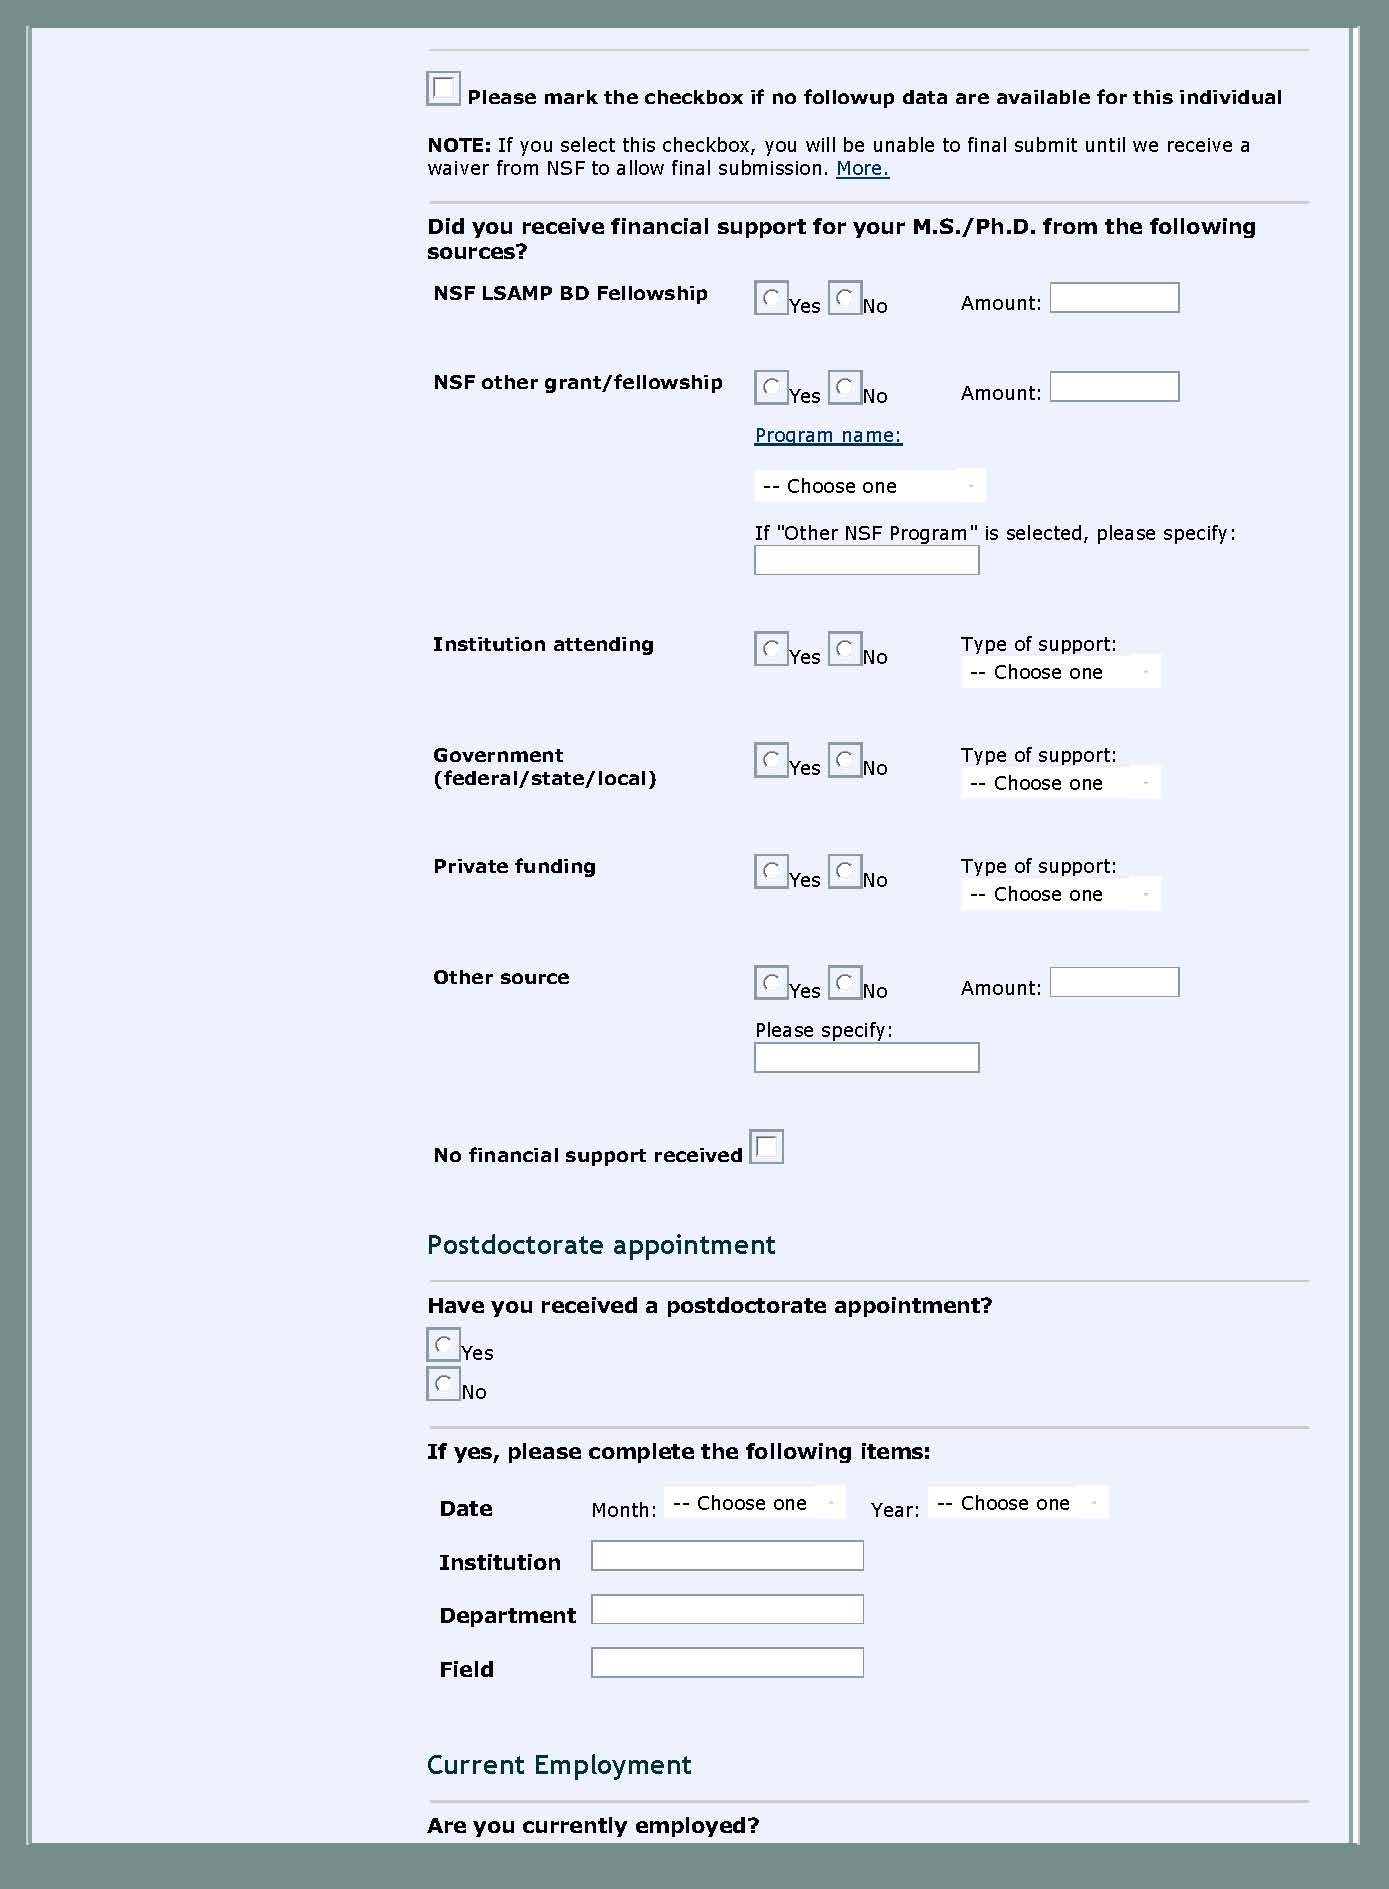 Please mark the checkbox if no followup data are available for this individual
NOTE: If you select this checkbox, you will be unable to final submit until we receive a
waiver from NSF to allow final submission. More.
Did you receive financial support for your M.S./Ph.D. from the following
sources?
NSF LSAMP BD Fellowship Yes No Amount:
NSF other grant/fellowship Yes No Amount:
Program name:
-- Choose one
If "Other NSF Program" is selected, please specify:
Institution attending Yes No Type of support:
-- Choose one
Government Yes No Type of support:
(federal/state/local) -- Choose one
Private funding Yes No Type of support:
-- Choose one
Other source Yes No Amount:
Please specify:
No financial support received
Postdoctorate appointment
Have you received a postdoctorate appointment?
Yes
No
If yes, please complete the following items:
Date Month: -- Choose one Year: -- Choose one
Institution
Department
Field
Current Employment
Are you currently employed?